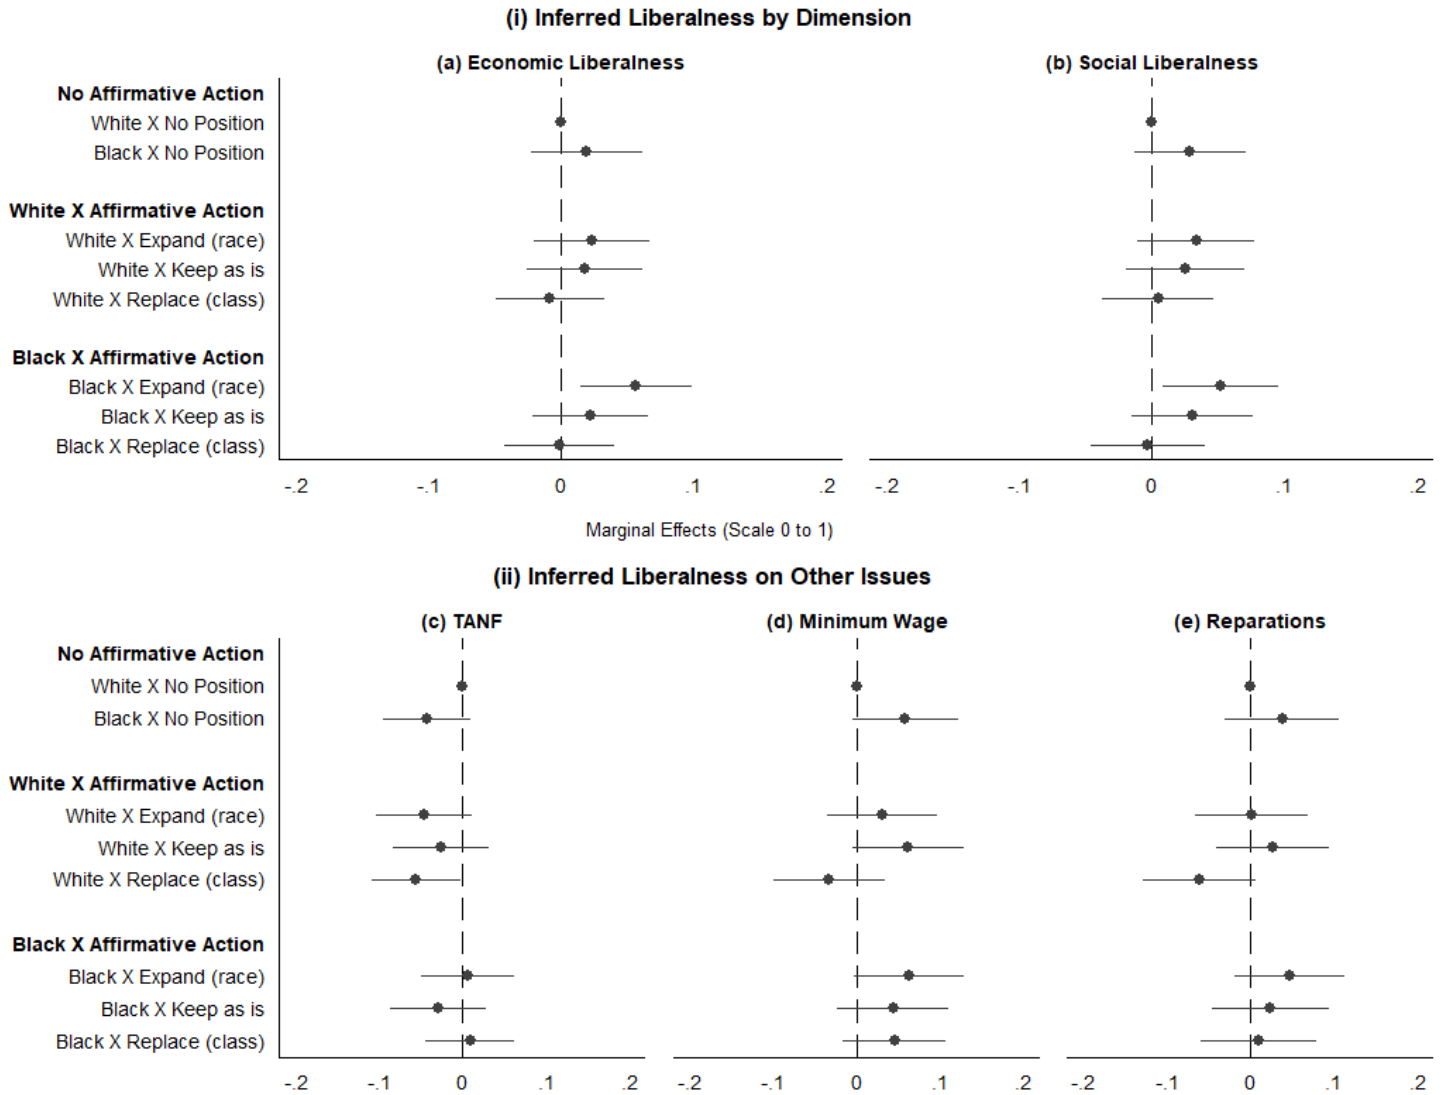 (i) Inferred Liberalness by Dimension
(a) Economic Liberalness
(b) Social Liberalness
No Affirmative Action
White X No Position
Black X No Position
White X Affirmative Action
White X Expand (race)
White X Keep as is
White X Replace (class)
Black X Affirmative Action
Black X Expand (race)
Black X Keep as is
Black X Replace (class)
-.2 -.1 0 .1 .2
-.2 -.1 0 .1 .2
Marginal Effects (Scale 0 to 1)
(ii) Inferred Liberalness on Other Issues
(c) TANF
(d) Minimum Wage
(e) Reparations
No Affirmative Action
White X No Position
Black X No Position
White X Affirmative Action
White X Expand (race)
White X Keep as is
White X Replace (class)
Black X Affirmative Action
Black X Expand (race)
Black X Keep as is
Black X Replace (class)
-.2 -.1 0 .1 .2
-.2 -.1 0 .1 .2
-.2 -.1 0 .1 .2